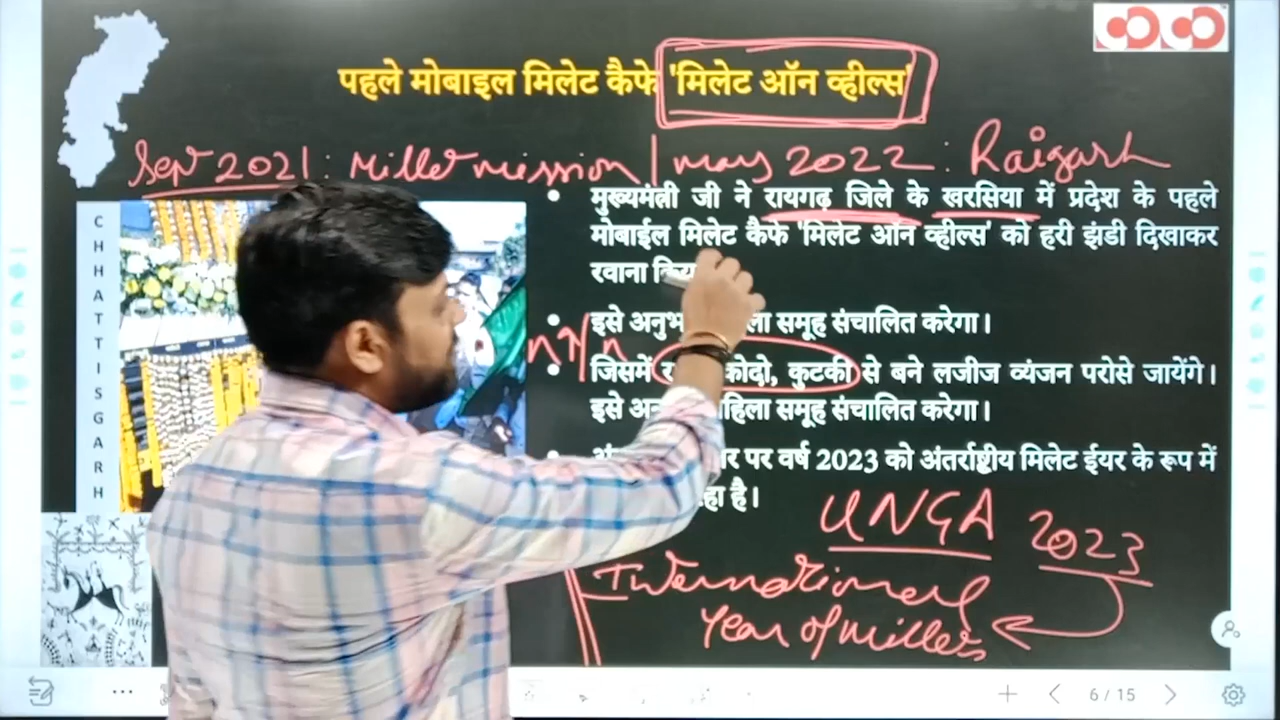 पहले मोबाइल मिलेट कैफे 'मिलेट ऑन व्हील्स'
Sep 2021 : Millet mission | may 2022 : Raigarh
CHHATTISGARH
• मुख्यमंत्री जी ने रायगढ़ जिले के खरसिया में प्रदेश के पहले
मोबाईल मिलेट कैफे 'मिलेट ऑन व्हील्स' को हरी झंडी दिखाकर
रवाना
• इसे समूह संचालित करेगा।
• जिसमें कोदो, कुटकी से बने लजीज व्यंजन परोसे जायेंगे।
इसे महिला समूह संचालित करेगा।
पर वर्ष 2023 को अंतर्राष्ट्रीय मिलेट ईयर के रूप में
है।
UNGA 2023
International
Year of millets
6 / 15